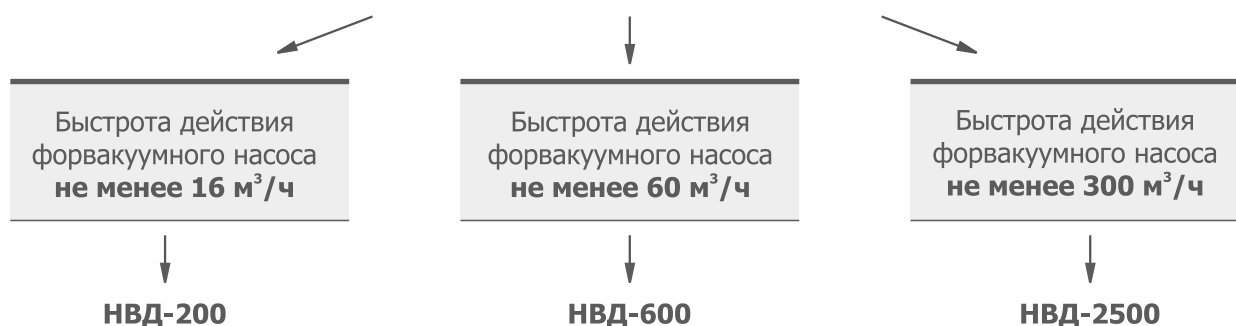 Быстрота действия
форвакуумного насоса
не менее 16 м³/ч
НВД-200
Быстрота действия
форвакуумного насоса
не менее 60 м³/ч
НВД-600
Быстрота действия
форвакуумного насоса
не менее 300 м³/ч
НВД-2500